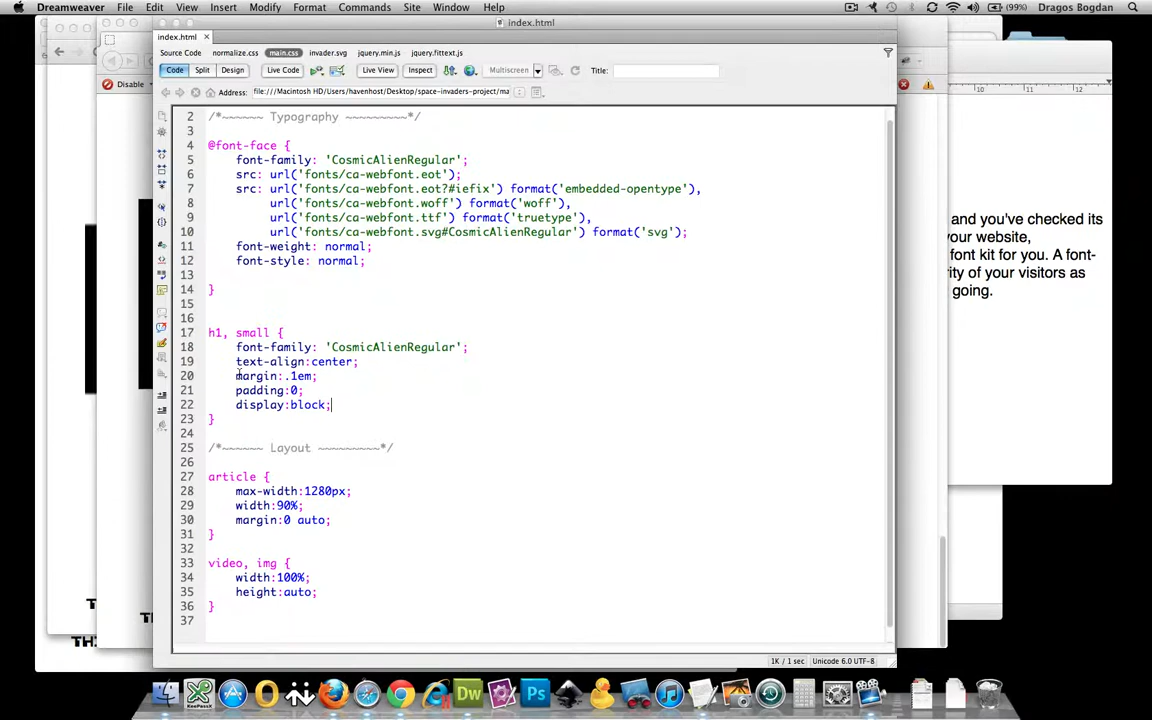 Dreamweaver File Edit View Insert Modify Format Commands Site Window Help (99%) Dragos Bogdan
index.html
index.html ×
Source Code normalize.css main.css invader.svg jquery.min.js jquery.fittext.js
Code Split Design Live Code Live View Inspect Multiscreen Title:
Disable
Address: file:///Macintosh HD/Users/havenhost/Desktop/space-invaders-project/ma
10 11 12
2 /*~~~~~~ Typography ~~~~~~~~~*/
3
4 @font-face {
5 font-family: 'CosmicAlienRegular';
6 src: url('fonts/ca-webfont.eot');
7 src: url('fonts/ca-webfont.eot?#iefix') format('embedded-opentype'),
8 url('fonts/ca-webfont.woff') format('woff'),
9 url('fonts/ca-webfont.ttf') format('truetype'),
10 url('fonts/ca-webfont.svg#CosmicAlienRegular') format('svg');
11 font-weight: normal;
12 font-style: normal;
13
14 }
15
16
17 h1, small {
18 font-family: 'CosmicAlienRegular';
19 text-align:center;
20 margin:.1em;
21 padding:0;
22 display:block;
23 }
24
25 /*~~~~~~ Layout ~~~~~~~~~*/
26
27 article {
28 max-width:1280px;
29 width:90%;
30 margin:0 auto;
31 }
32
33 video, img {
34 width:100%;
35 height:auto;
36 }
37
and you've checked its
your website,
font kit for you. A font-
rity of your visitors as
going.
1K / 1 sec Unicode 6.0 UTF-8
Dw Ps